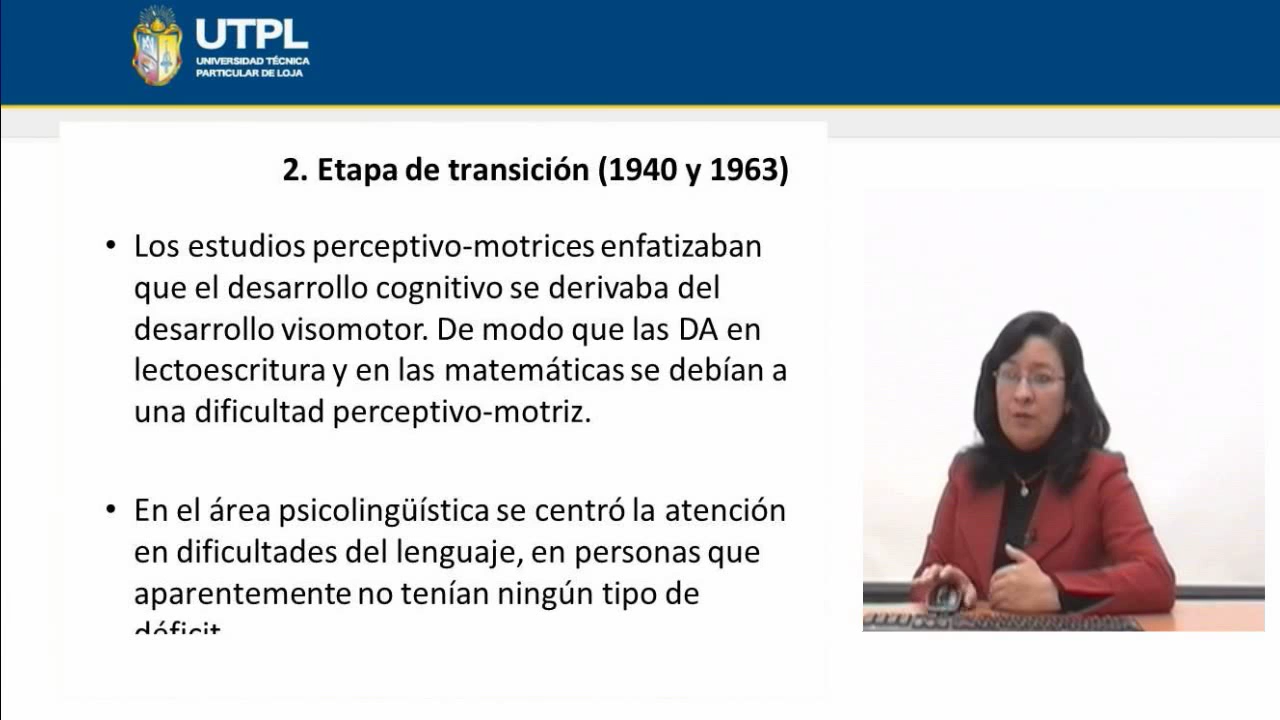 UTPL
UNIVERSIDAD TÉCNICA
PARTICULAR DE LOJA
2. Etapa de transición (1940 y 1963)
• Los estudios perceptivo-motrices enfatizaban
que el desarrollo cognitivo se derivaba del
desarrollo visomotor. De modo que las DA en
lectoescritura y en las matemáticas se debían a
una dificultad perceptivo-motriz.
• En el área psicolingüística se centró la atención
en dificultades del lenguaje, en personas que
aparentemente no tenían ningún tipo de
déficit